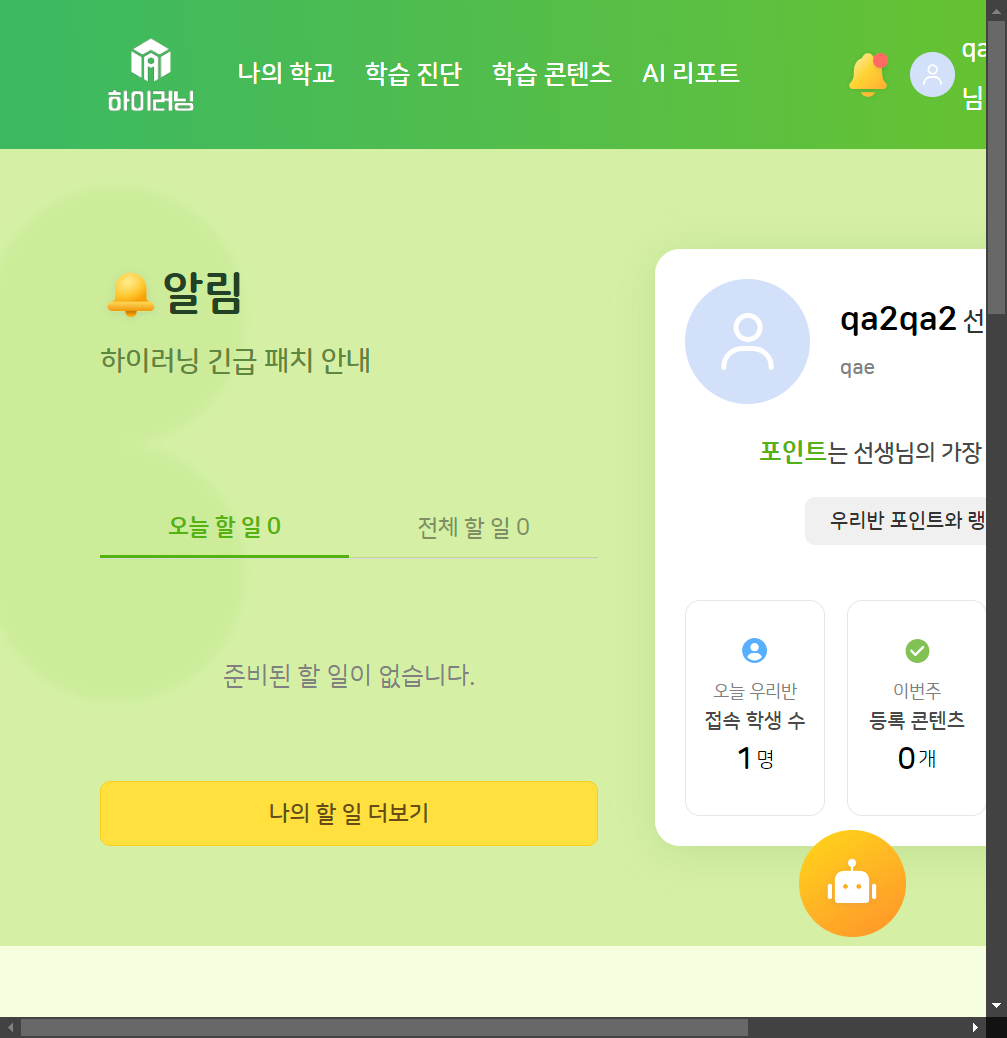 하이러닝
나의 학교 학습 진단 학습 콘텐츠 AI 리포트
님
알림
하이러닝 긴급 패치 안내
오늘 할 일 0 전체 할 일 0
준비된 할 일이 없습니다.
나의 할 일 더보기
qa2qa2 선
qae
포인트는 선생님의 가장
우리반 포인트와 랭
오늘 우리반
접속 학생 수
1 명
이번주
등록 콘텐츠
0 개